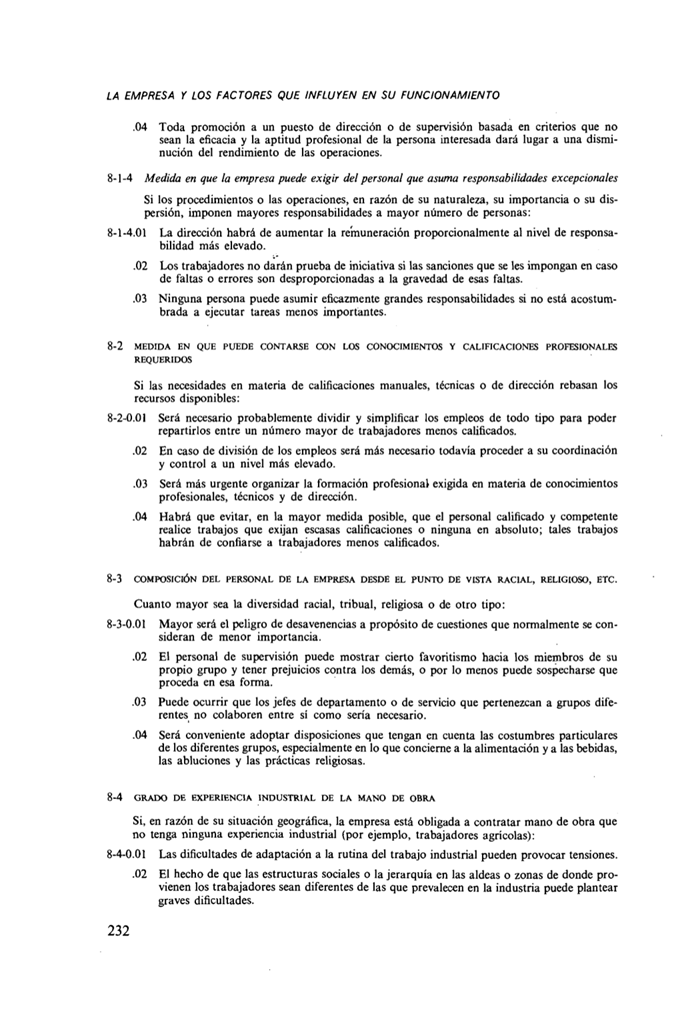 LA EMPRESA Y LOS FACTORES QUE INFLUYEN EN SU FUNCIONAMIENTO
.04 Toda promoción a un puesto de dirección o de supervisión basada en criterios que no
sean la eficacia y la aptitud profesional de la persona interesada dará lugar a una dismi-
nución del rendimiento de las operaciones.
8-1-4 Medida en que la empresa puede exigir del personal que asuma responsabilidades excepcionales
Si los procedimientos o las operaciones, en razón de su naturaleza, su importancia o su dis-
persión, imponen mayores responsabilidades a mayor número de personas:
8-1-4.01 La dirección habrá de aumentar la remuneración proporcionalmente al nivel de responsa-
bilidad más elevado.
.02 Los trabajadores no darán prueba de iniciativa si las sanciones que se les impongan en caso
de faltas o errores son desproporcionadas a la gravedad de esas faltas.
.03 Ninguna persona puede asumir eficazmente grandes responsabilidades si no está acostum-
brada a ejecutar tareas menos importantes.
8-2 MEDIDA EN QUE PUEDE CONTARSE CON LOS CONOCIMIENTOS Y CALIFICACIONES PROFESIONALES
REQUERIDOS
Si las necesidades en materia de calificaciones manuales, técnicas o de dirección rebasan los
recursos disponibles:
8-2-0.01 Será necesario probablemente dividir y simplificar los empleos de todo tipo para poder
repartirlos entre un número mayor de trabajadores menos calificados.
.02 En caso de división de los empleos será más necesario todavía proceder a su coordinación
y control a un nivel más elevado.
.03 Será más urgente organizar la formación profesional exigida en materia de conocimientos
profesionales, técnicos y de dirección.
.04 Habrá que evitar, en la mayor medida posible, que el personal calificado y competente
realice trabajos que exijan escasas calificaciones o ninguna en absoluto; tales trabajos
habrán de confiarse a trabajadores menos calificados.
8-3 COMPOSICIÓN DEL PERSONAL DE LA EMPRESA DESDE EL PUNTO DE VISTA RACIAL, RELIGIOSO, ETC.
Cuanto mayor sea la diversidad racial, tribual, religiosa o de otro tipo:
8-3-0.01 Mayor será el peligro de desavenencias a propósito de cuestiones que normalmente se con-
sideran de menor importancia.
.02 El personal de supervisión puede mostrar cierto favoritismo hacia los miembros de su
propio grupo y tener prejuicios contra los demás, o por lo menos puede sospecharse que
proceda en esa forma.
.03 Puede ocurrir que los jefes de departamento o de servicio que pertenezcan a grupos dife-
rentes no colaboren entre sí como sería necesario.
.04 Será conveniente adoptar disposiciones que tengan en cuenta las costumbres particulares
de los diferentes grupos, especialmente en lo que concierne a la alimentación y a las bebidas,
las abluciones y las prácticas religiosas.
8-4 GRADO DE EXPERIENCIA INDUSTRIAL DE LA MANO DE OBRA
Si, en razón de su situación geográfica, la empresa está obligada a contratar mano de obra que
no tenga ninguna experiencia industrial (por ejemplo, trabajadores agrícolas):
8-4-0.01 Las dificultades de adaptación a la rutina del trabajo industrial pueden provocar tensiones.
.02 El hecho de que las estructuras sociales o la jerarquía en las aldeas o zonas de donde pro-
vienen los trabajadores sean diferentes de las que prevalecen en la industria puede plantear
graves dificultades.
232